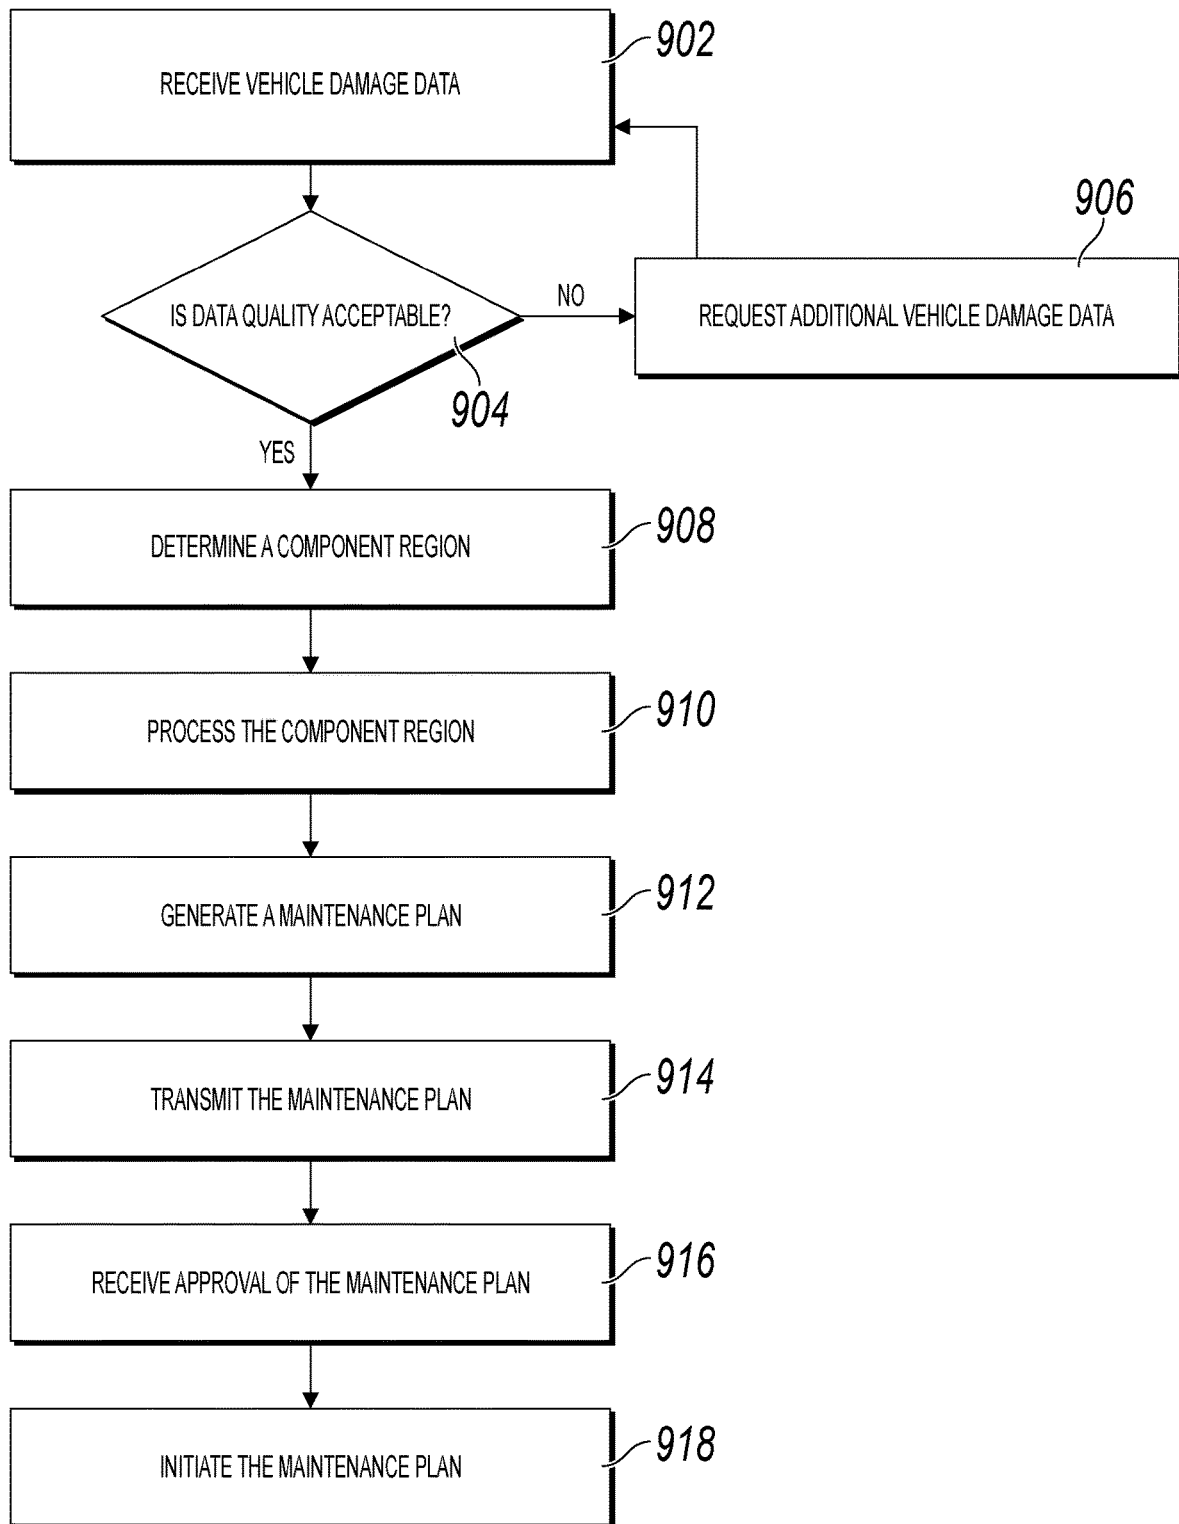 902
RECEIVE VEHICLE DAMAGE DATA
906
IS DATA QUALITY ACCEPTABLE?
NO
REQUEST ADDITIONAL VEHICLE DAMAGE DATA
904
YES
908
DETERMINE A COMPONENT REGION
910
PROCESS THE COMPONENT REGION
912
GENERATE A MAINTENANCE PLAN
914
TRANSMIT THE MAINTENANCE PLAN
916
RECEIVE APPROVAL OF THE MAINTENANCE PLAN
918
INITIATE THE MAINTENANCE PLAN